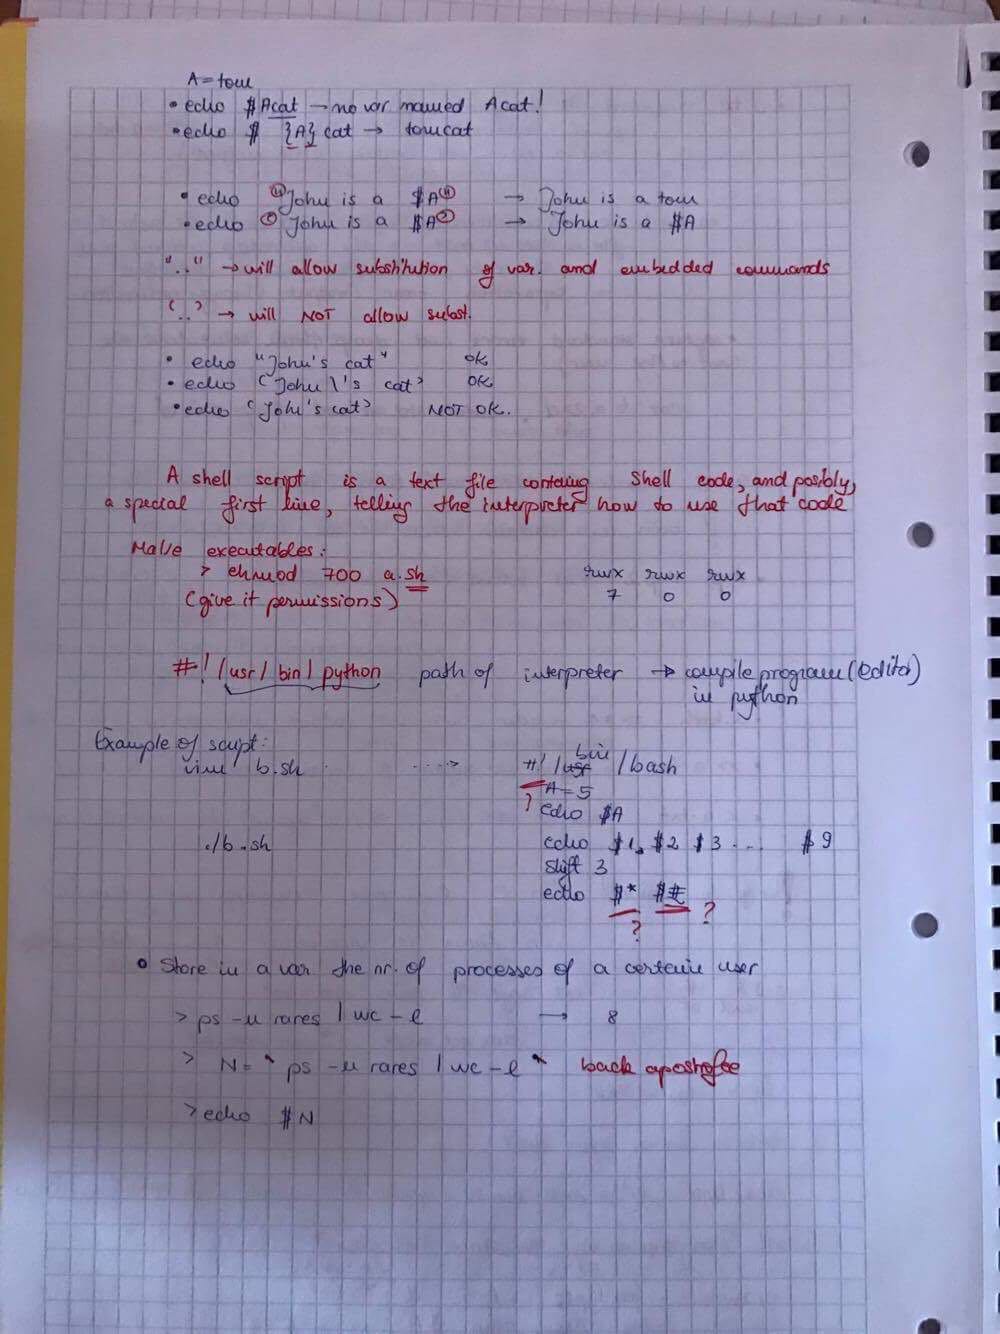 A = tom
• echo $Acat → no var named Acat!
• echo $ {A} cat → tomcat
• echo "John is a $A" → John is a tom
• echo 'John is a $A' → John is a $A
".." → will allow substitution of var. and embedded commands
'..' → will NOT allow subst.
• echo "John's cat" OK
• echo 'John\'s cat' OK
• echo 'John's cat' NOT OK.
A shell script is a text file containg shell code, and posibly,
a special first line, telling the interpreter how to use that code
Make executables:
> chmod 700 a.sh rwx rwx rwx
(give it permissions) 7 0 0
#! /usr/bin/python path of interpreter → compile program (editor)
in python
Example of script:
vim b.sh ....> #! /usr bin /bash
? A=5
echo $A
./b.sh echo $1, $2 $3 ... $9
shift 3
echo $* $# ?
?
• Store in a var the nr. of processes of a certain user
> ps -u rares | wc -l → 8
> N= ` ps -u rares | wc -l ` back apostrofee
> echo $N